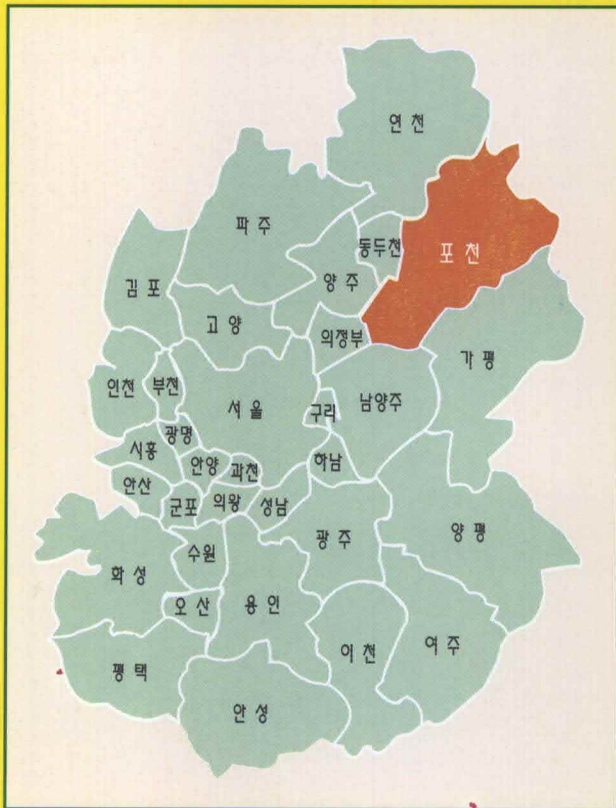 연천
파주
동두천
포천
양주
김포
고양
의정부
가평
인천
부천
서울
구리
남양주
광명
시흥
안양
과천
하남
안산
군포
의왕
성남
광주
양평
수원
화성
오산
용인
이천
여주
평택
안성